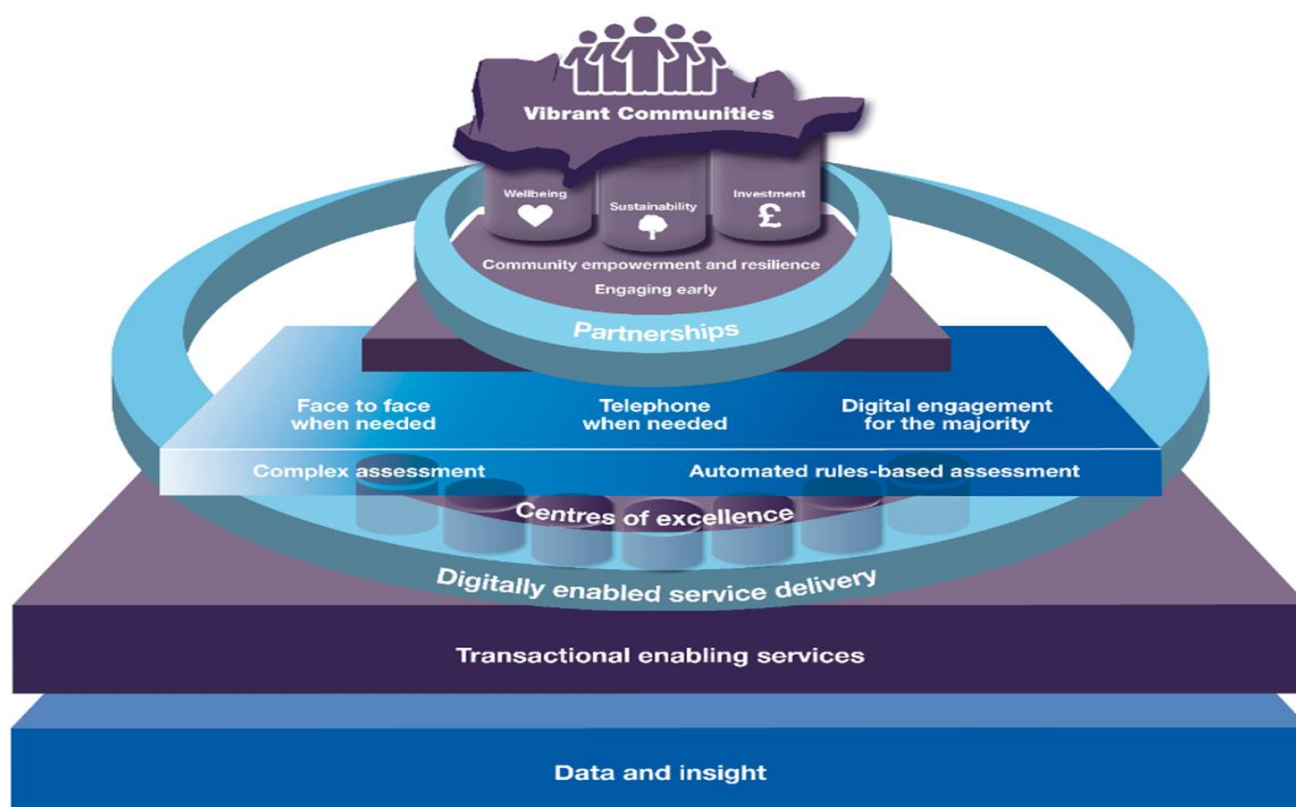 Vibrant Communities
Wellbeing
Sustainability
Investment
£
Community empowerment and resilience
Engaging early
Partnerships
Face to face
when needed
Telephone
when needed
Digital engagement
for the majority
Complex assessment
Automated rules-based assessment
Centres of excellence
Digitally enabled service delivery
Transactional enabling services
Data and insight